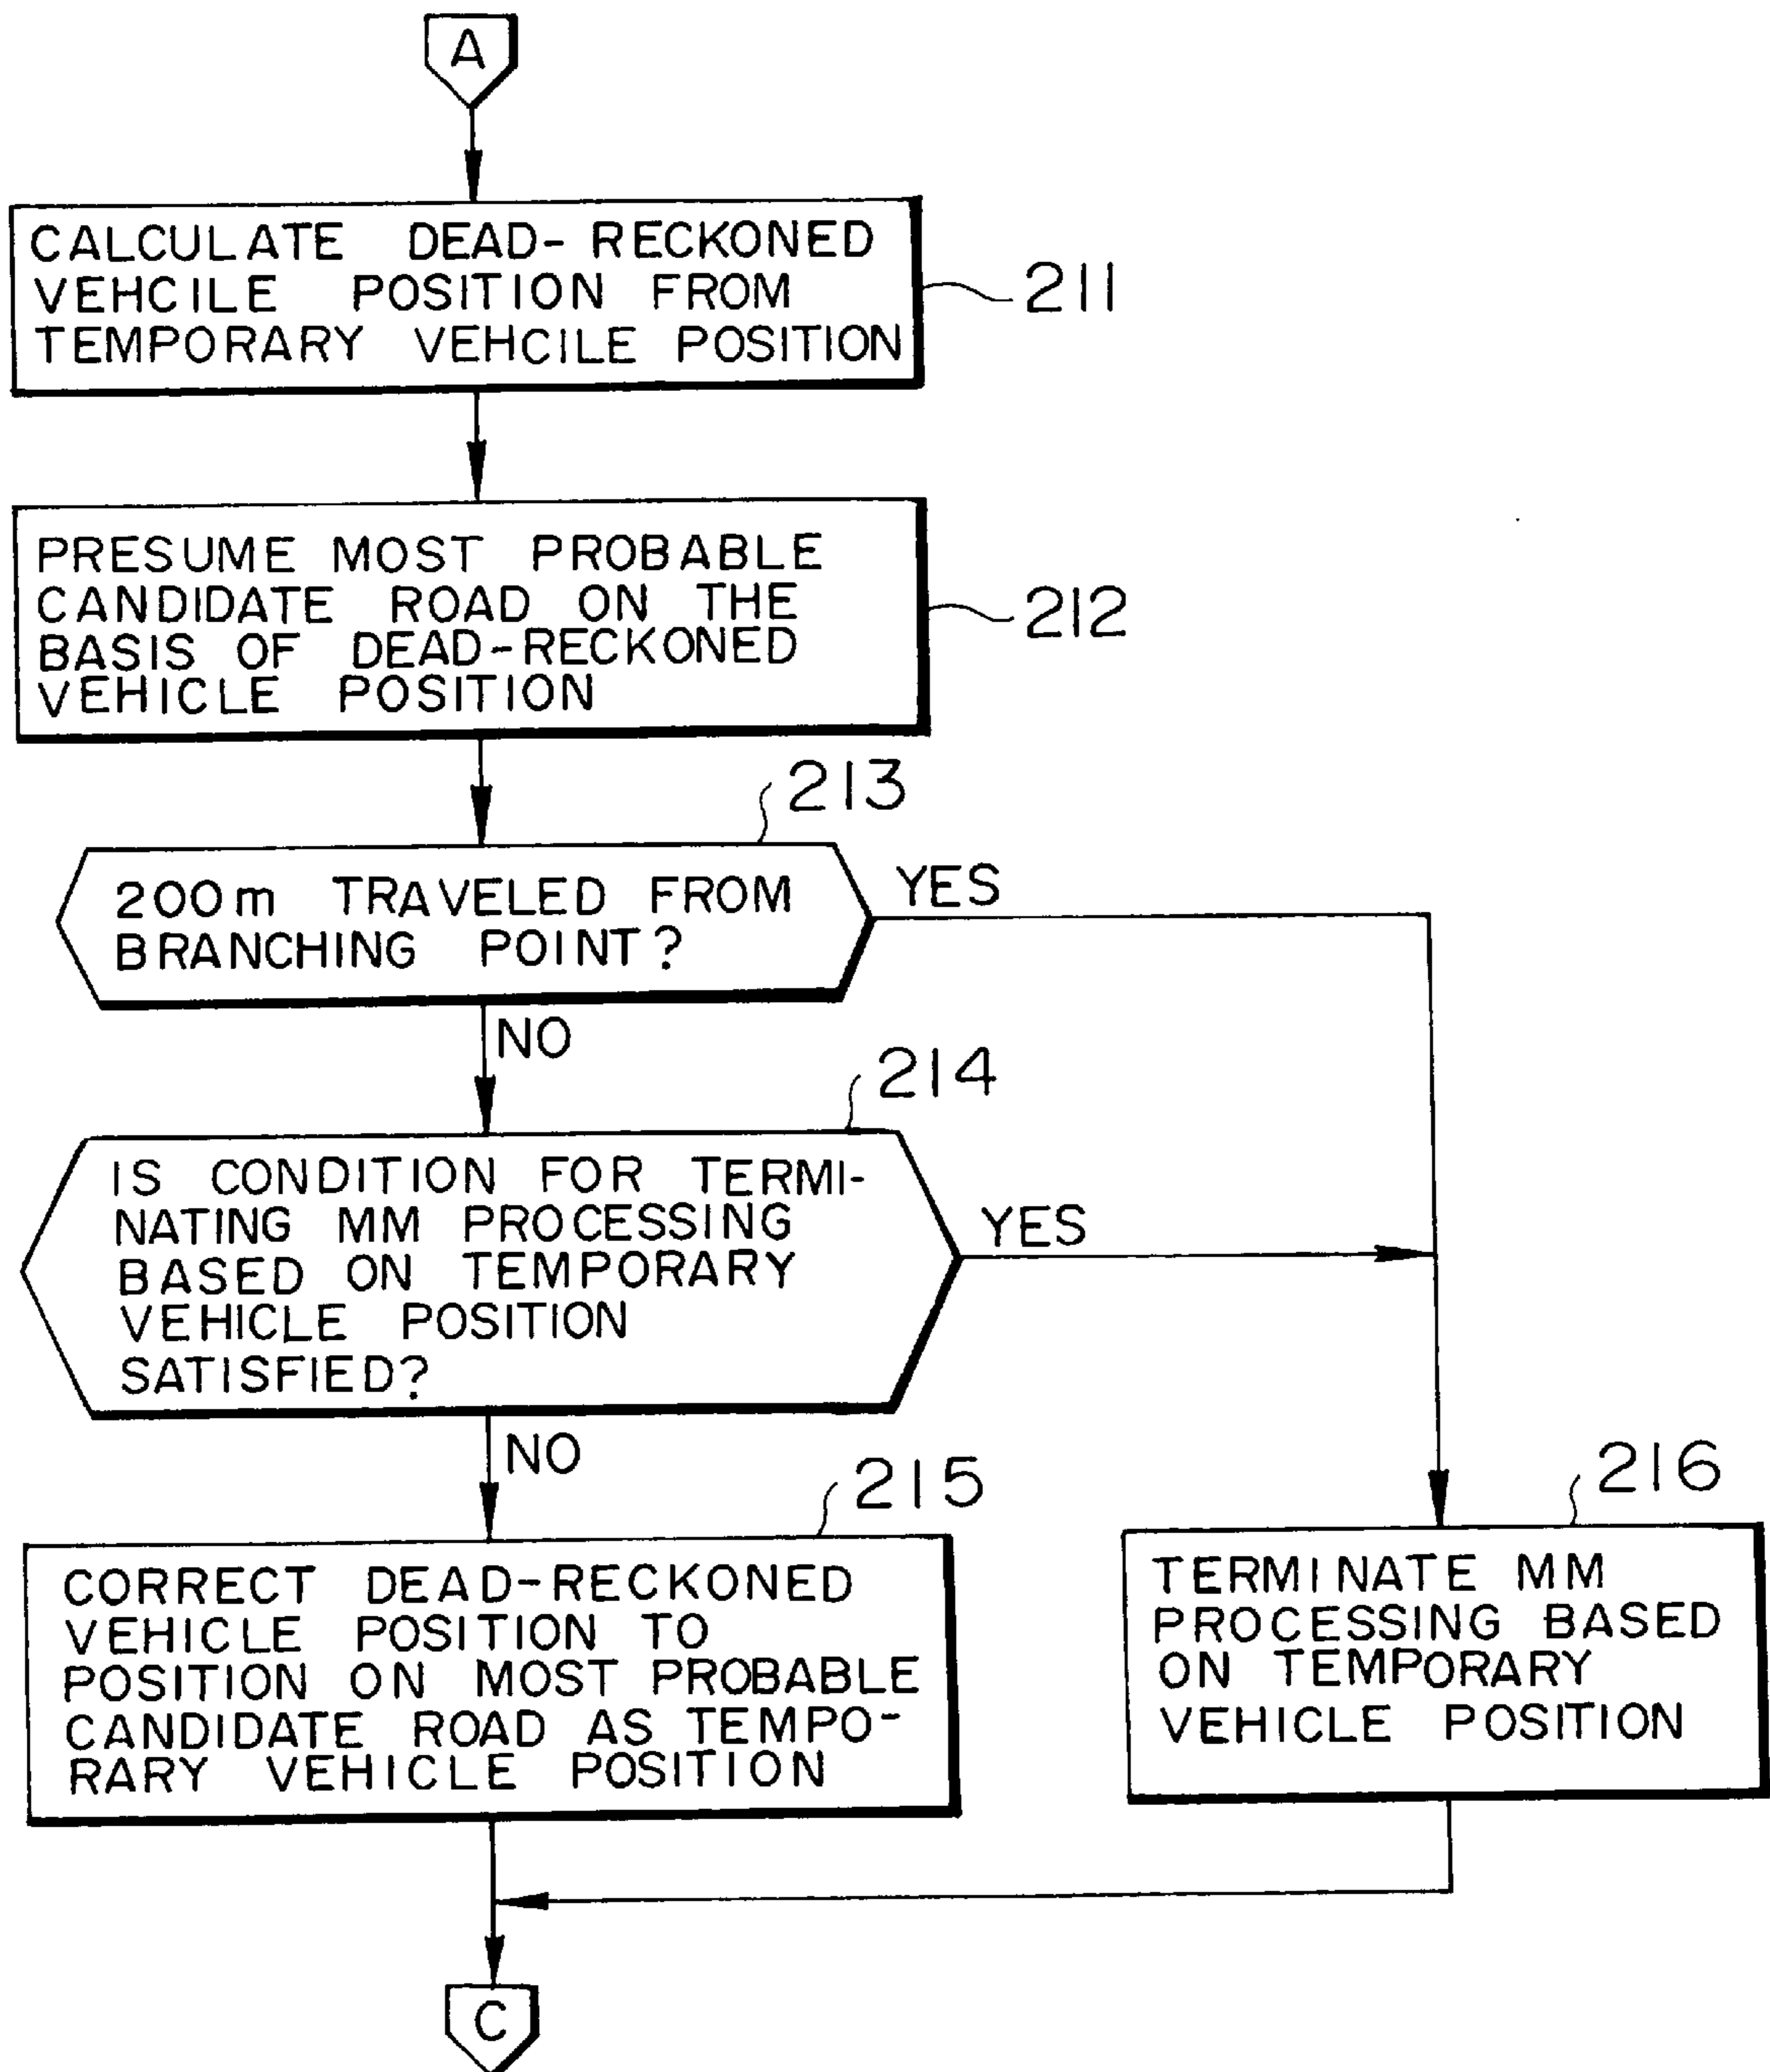 A
CALCULATE DEAD-RECKONED
VEHCILE POSITION FROM
TEMPORARY VEHCILE POSITION
211
PRESUME MOST PROBABLE
CANDIDATE ROAD ON THE
BASIS OF DEAD-RECKONED
VEHICLE POSITION
212
213
200m TRAVELED FROM
BRANCHING POINT?
YES
NO
214
IS CONDITION FOR TERMI-
NATING MM PROCESSING
BASED ON TEMPORARY
VEHICLE POSITION
SATISFIED?
YES
NO
215
CORRECT DEAD-RECKONED
VEHICLE POSITION TO
POSITION ON MOST PROBABLE
CANDIDATE ROAD AS TEMPO-
RARY VEHICLE POSITION
216
TERMINATE MM
PROCESSING BASED
ON TEMPORARY
VEHICLE POSITION
C